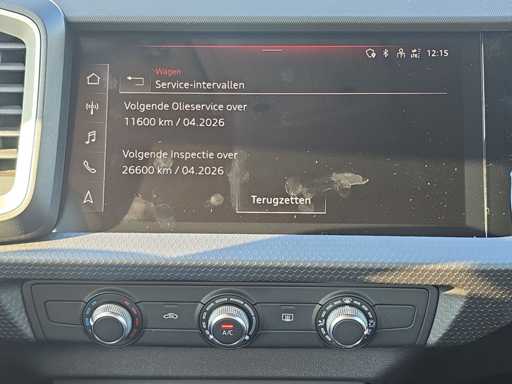 12:15
Wagen
Service-intervallen
Volgende Olieservice over
11600 km / 04.2026
Volgende Inspectie over
26600 km / 04.2026
Terugzetten
A/C